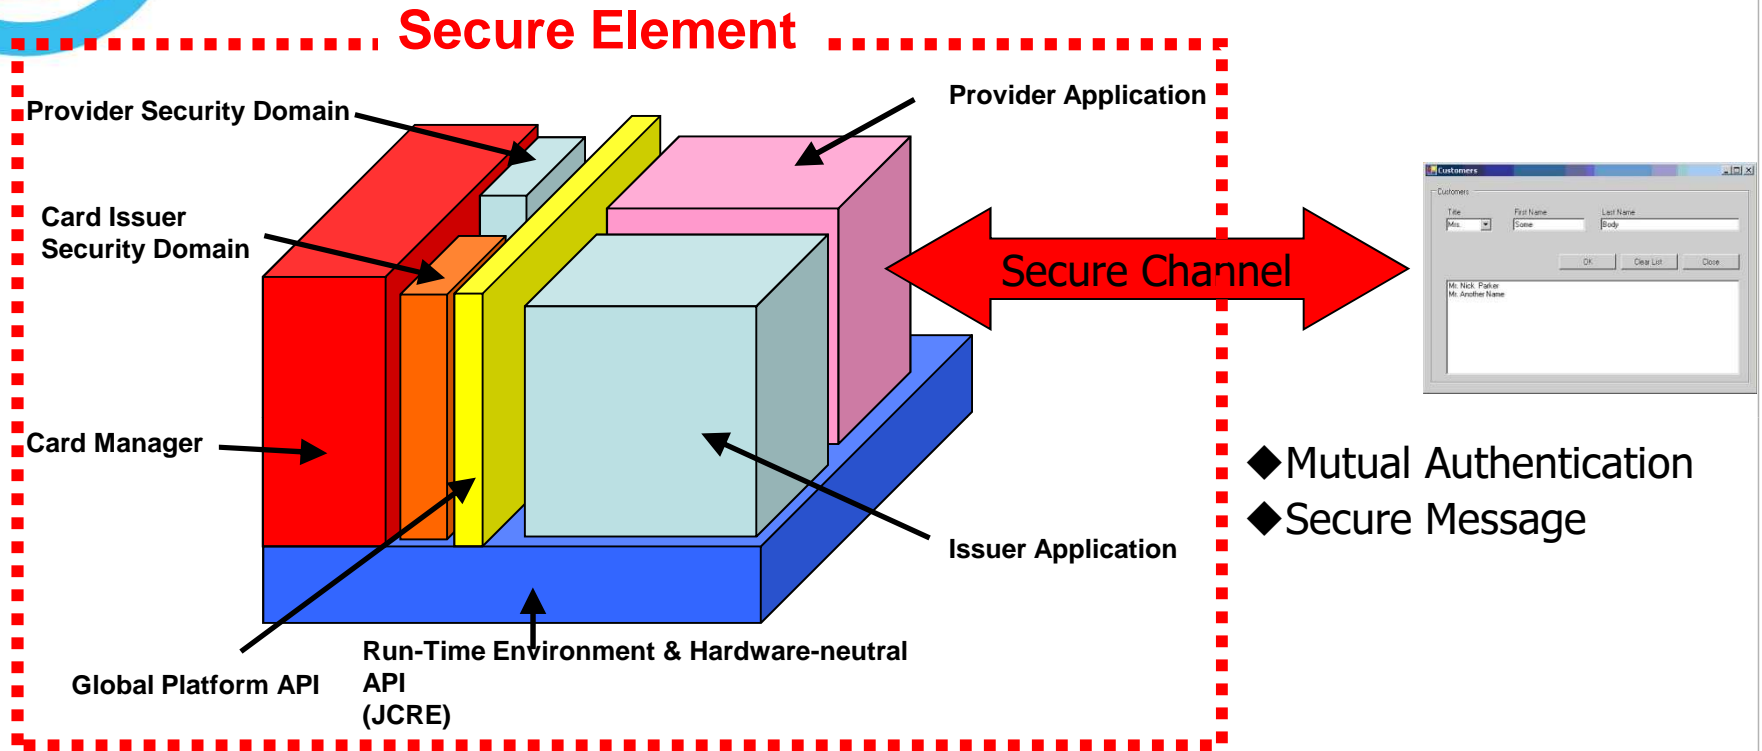 Secure Element
Provider Security Domain
Provider Application
Card Issuer
Security Domain
Secure Channel
Card Manager
Issuer Application
Global Platform API
Run-Time Environment & Hardware-neutral
API
(JCRE)
Customers
Customers
Title
First Name
Last Name
Mrs.
Some
Body
OK
Clear List
Close
Mr. Nick Parker
Mr. Another Name
◆Mutual Authentication
◆Secure Message